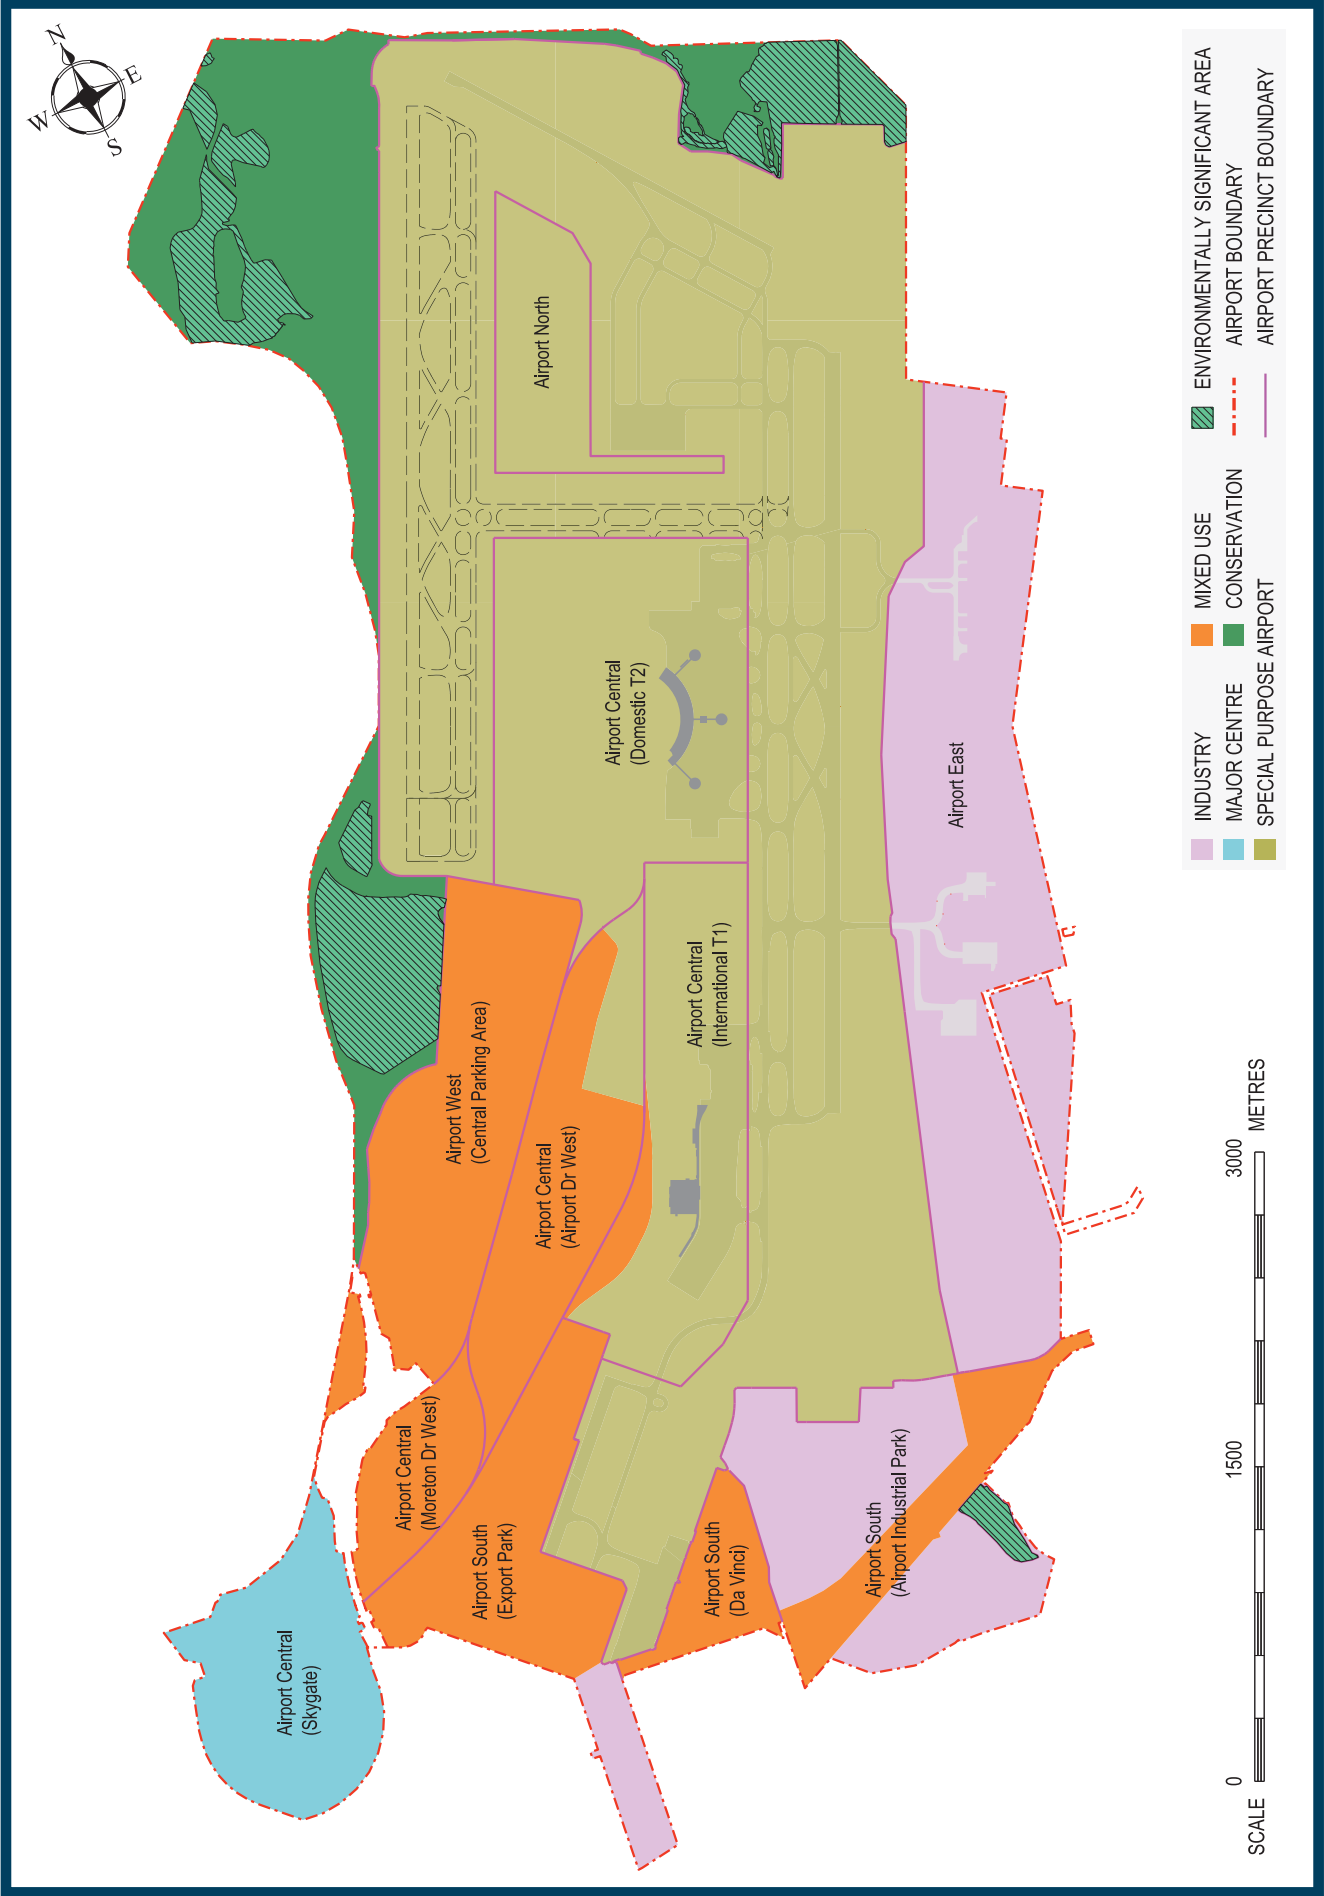 N
E
S
W
Airport North
Airport Central
(Domestic T2)
Airport East
Airport Central
(International T1)
Airport West
(Central Parking Area)
Airport Central
(Airport Dr West)
Airport Central
(Moreton Dr West)
Airport South
(Export Park)
Airport South
(Da Vinci)
Airport South
(Airport Industrial Park)
Airport Central
(Skygate)
INDUSTRY
MAJOR CENTRE
SPECIAL PURPOSE AIRPORT
MIXED USE
CONSERVATION
ENVIRONMENTALLY SIGNIFICANT AREA
AIRPORT BOUNDARY
AIRPORT PRECINCT BOUNDARY
SCALE
0
1500
3000
METRES